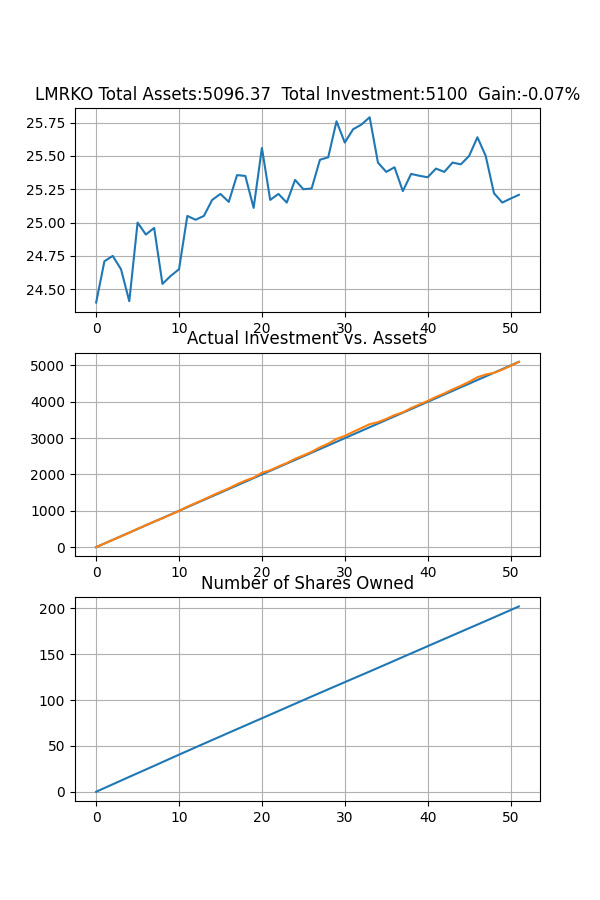 LMRKO Total Assets:5096.37  Total Investment:5100  Gain:-0.07%
25.75
25.50
25.25
25.00
24.75
24.50
0 10 20 30 40 50
Actual Investment vs. Assets
5000
4000
3000
2000
1000
0
0 10 20 30 40 50
Number of Shares Owned
200
150
100
50
0
0 10 20 30 40 50